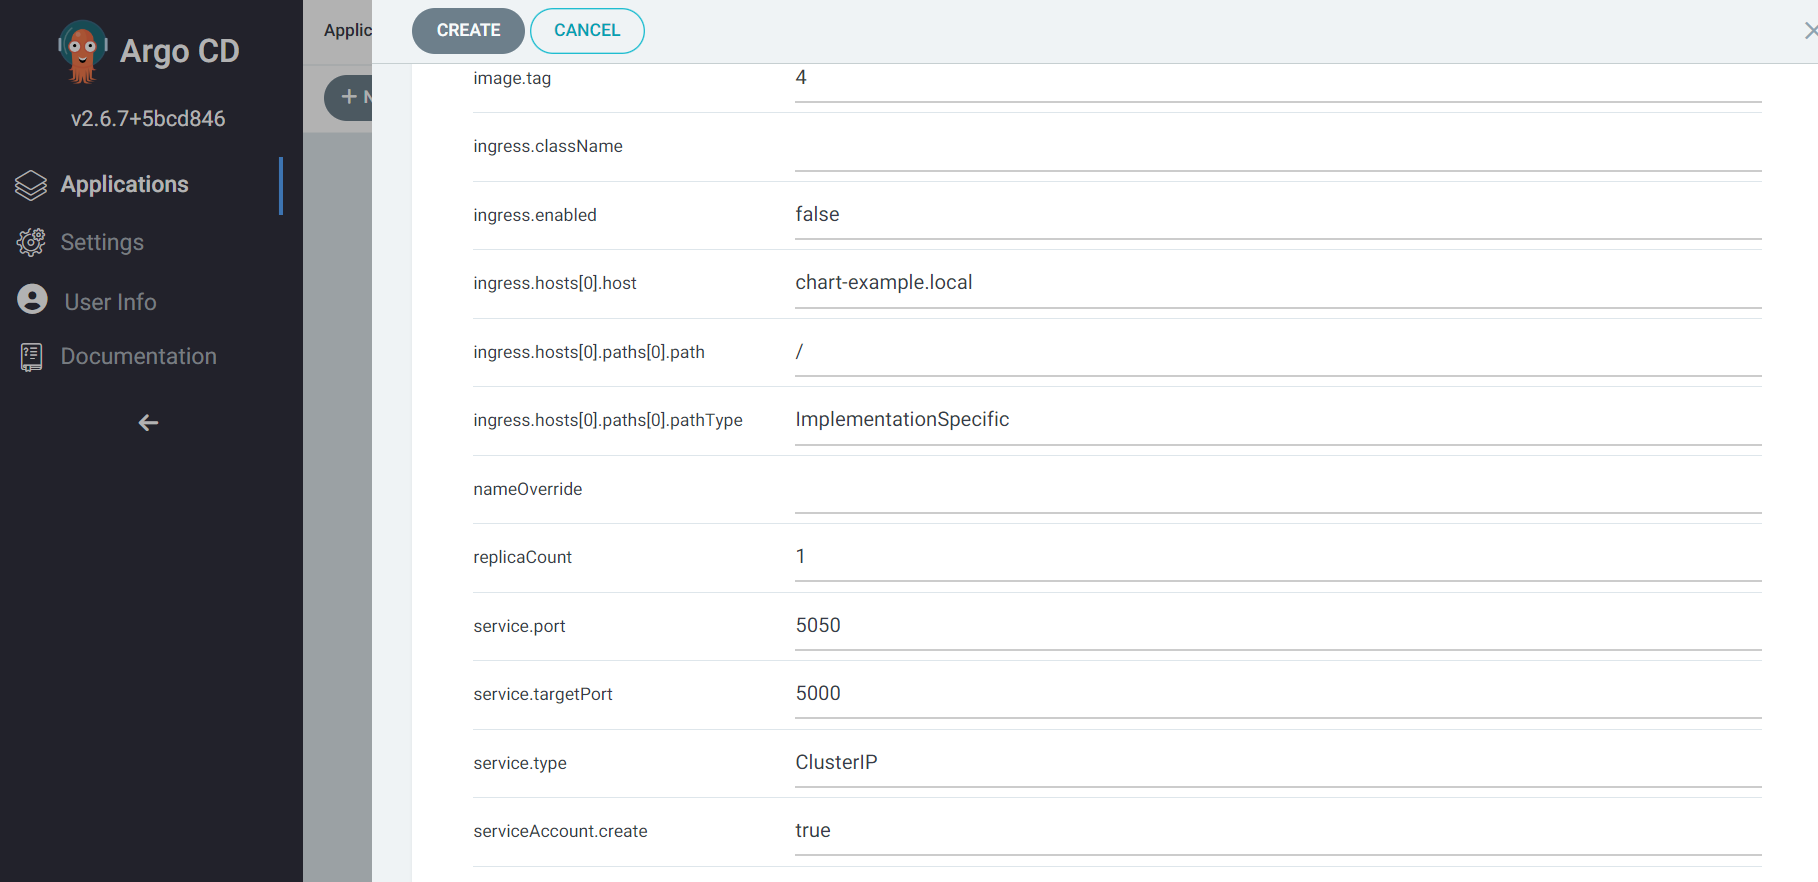 Argo CD
v2.6.7+5bcd846
Applications
Settings
User Info
Documentation
Applic
+ N
CREATE
CANCEL
image.tag 4
ingress.className
ingress.enabled false
ingress.hosts[0].host chart-example.local
ingress.hosts[0].paths[0].path /
ingress.hosts[0].paths[0].pathType ImplementationSpecific
nameOverride
replicaCount 1
service.port 5050
service.targetPort 5000
service.type ClusterIP
serviceAccount.create true